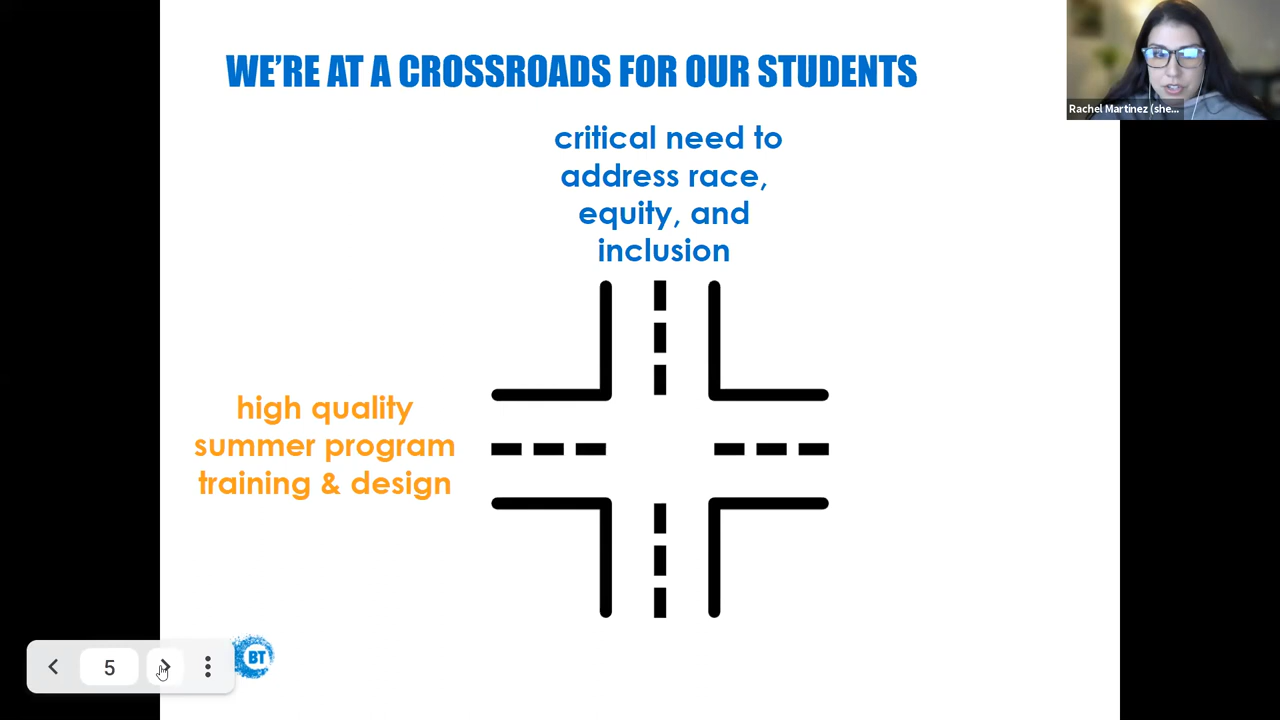 WE'RE AT A CROSSROADS FOR OUR STUDENTS
Rachel Martinez (she...
critical need to
address race,
equity, and
inclusion
high quality
summer program
training & design
5
BT